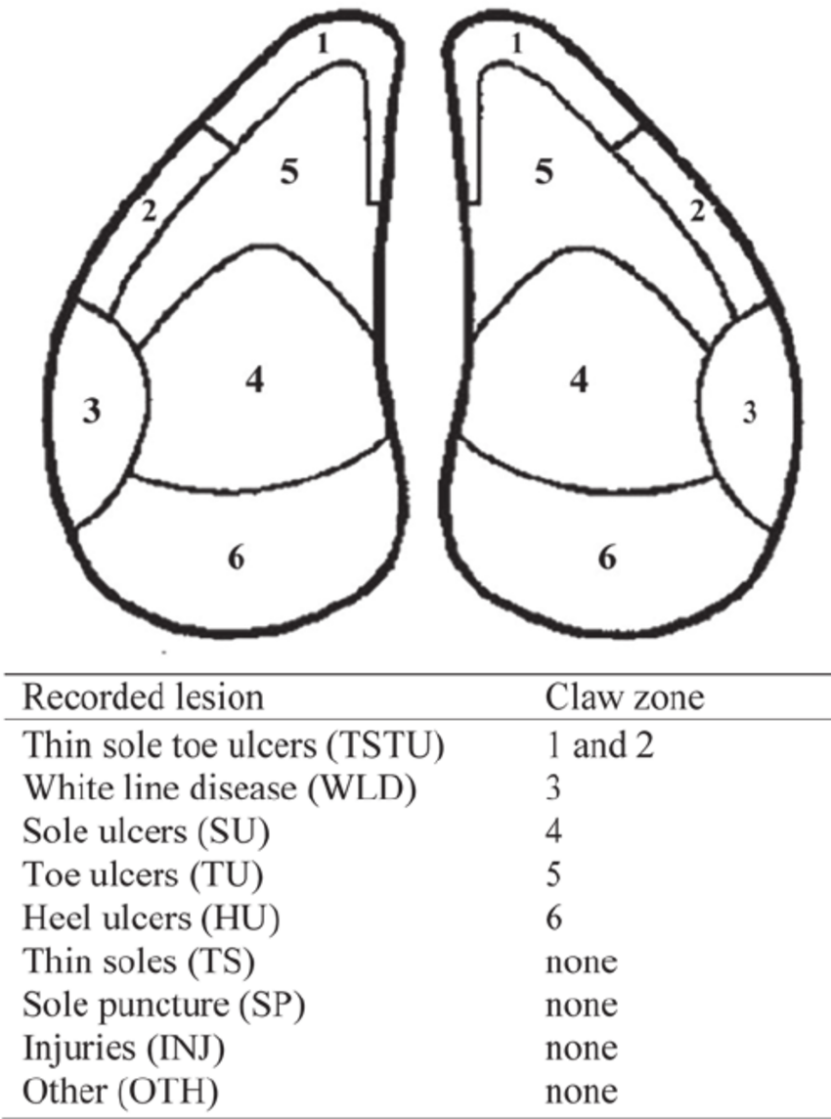 1 1
5 5
2 2
4 4
3 3
6 6
Recorded lesion Claw zone
Thin sole toe ulcers (TSTU) 1 and 2
White line disease (WLD) 3
Sole ulcers (SU) 4
Toe ulcers (TU) 5
Heel ulcers (HU) 6
Thin soles (TS) none
Sole puncture (SP) none
Injuries (INJ) none
Other (OTH) none